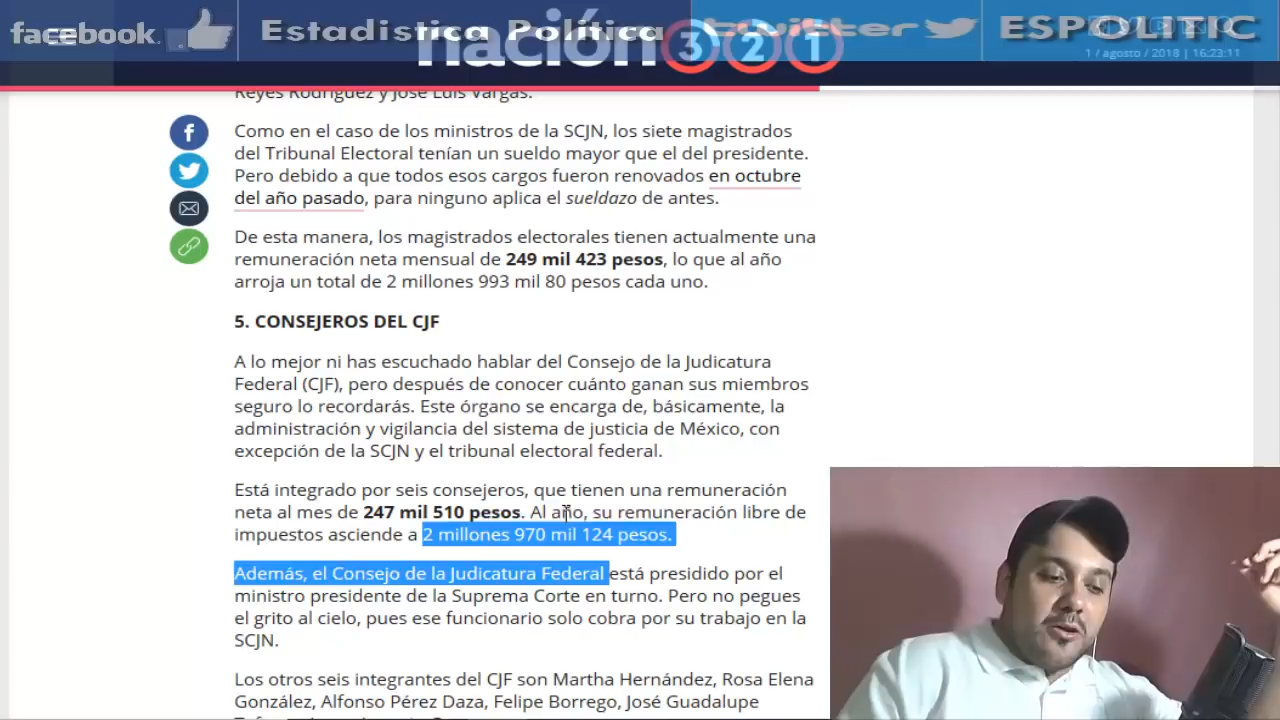 facebook.
Estadistica Política
twitter
ESPOLITIC
nación321
1 / agosto / 2018 | 16:23:11
Reyes Rodríguez y José Luis Vargas.
Como en el caso de los ministros de la SCJN, los siete magistrados
del Tribunal Electoral tenían un sueldo mayor que el del presidente.
Pero debido a que todos esos cargos fueron renovados en octubre
del año pasado, para ninguno aplica el sueldazo de antes.
De esta manera, los magistrados electorales tienen actualmente una
remuneración neta mensual de 249 mil 423 pesos, lo que al año
arroja un total de 2 millones 993 mil 80 pesos cada uno.
5. CONSEJEROS DEL CJF
A lo mejor ni has escuchado hablar del Consejo de la Judicatura
Federal (CJF), pero después de conocer cuánto ganan sus miembros
seguro lo recordarás. Este órgano se encarga de, básicamente, la
administración y vigilancia del sistema de justicia de México, con
excepción de la SCJN y el tribunal electoral federal.
Está integrado por seis consejeros, que tienen una remuneración
neta al mes de 247 mil 510 pesos. Al año, su remuneración libre de
impuestos asciende a 2 millones 970 mil 124 pesos.
Además, el Consejo de la Judicatura Federal está presidido por el
ministro presidente de la Suprema Corte en turno. Pero no pegues
el grito al cielo, pues ese funcionario solo cobra por su trabajo en la
SCJN.
Los otros seis integrantes del CJF son Martha Hernández, Rosa Elena
González, Alfonso Pérez Daza, Felipe Borrego, José Guadalupe